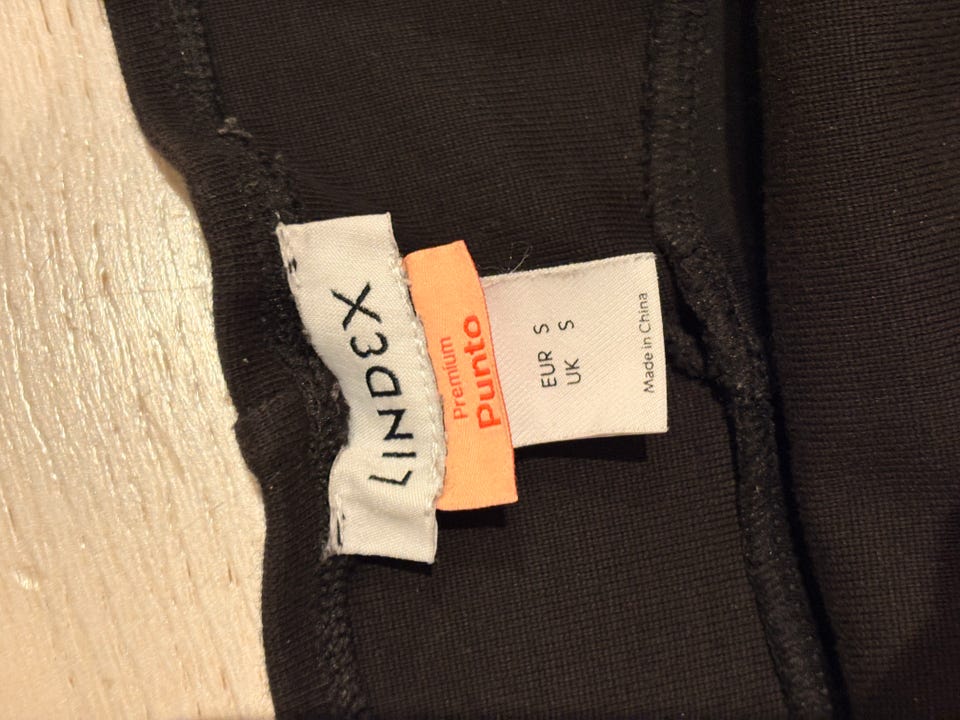 LINDEX
Premium
Punto
EUR S
UK S
Made in China